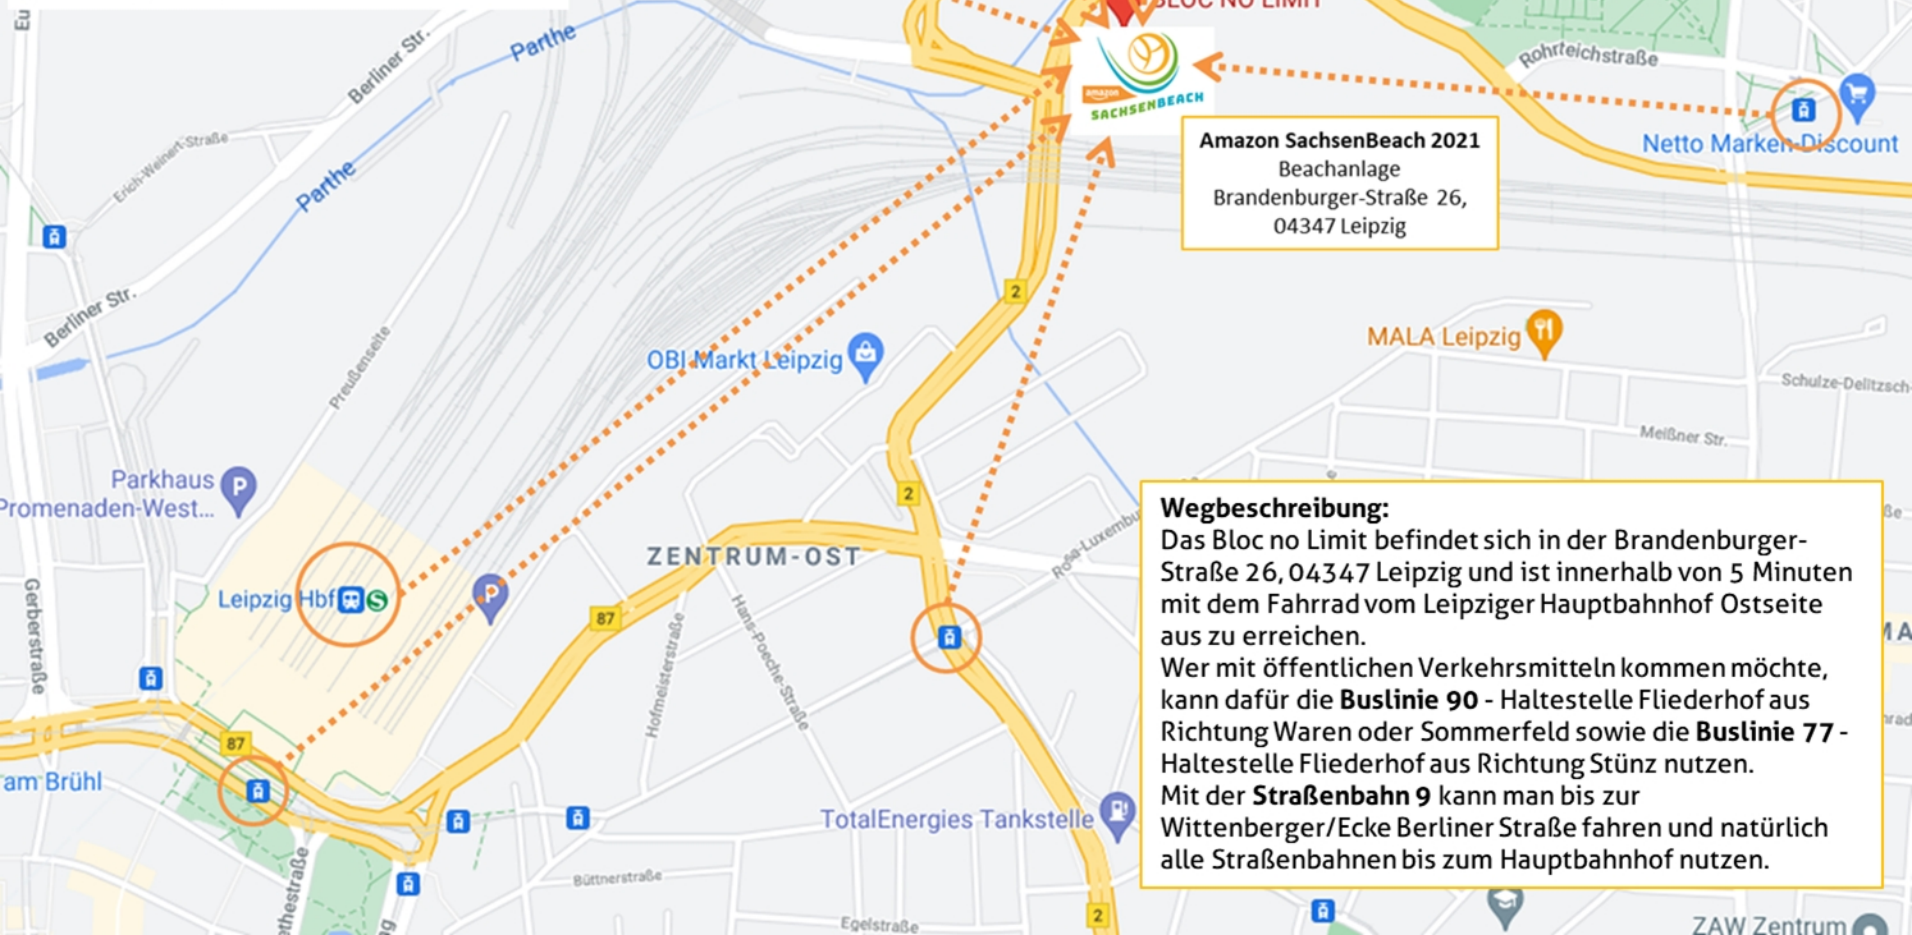 BLOC NO LIMIT
Parthe
Berliner Str.
Rohrteichstraße
amazon
SACHSENBEACH
Netto Marken-Discount
Erich-Weinert-Straße
Parthe
Amazon SachsenBeach 2021
Beachanlage
Brandenburger-Straße 26,
04347 Leipzig
Berliner Str.
2
Preußenseite
OBI Markt Leipzig
MALA Leipzig
Schulze-Delitzsch-
Meißner Str.
Parkhaus
Promenaden-West...
P
2
ZENTRUM-OST
Rosa-Luxembu
Leipzig Hbf
S
P
87
Gerberstraße
Hofmeisterstraße
Hans-Poeche-Straße
Wegbeschreibung:
Das Bloc no Limit befindet sich in der Brandenburger-
Straße 26, 04347 Leipzig und ist innerhalb von 5 Minuten
mit dem Fahrrad vom Leipziger Hauptbahnhof Ostseite
aus zu erreichen.
Wer mit öffentlichen Verkehrsmitteln kommen möchte,
kann dafür die Buslinie 90 - Haltestelle Fliederhof aus
Richtung Waren oder Sommerfeld sowie die Buslinie 77 -
Haltestelle Fliederhof aus Richtung Stünz nutzen.
Mit der Straßenbahn 9 kann man bis zur
Wittenberger/Ecke Berliner Straße fahren und natürlich
alle Straßenbahnen bis zum Hauptbahnhof nutzen.
87
am Brühl
TotalEnergies Tankstelle
Büttnerstraße
ethestraße
Egelstraße
2
ZAW Zentrum